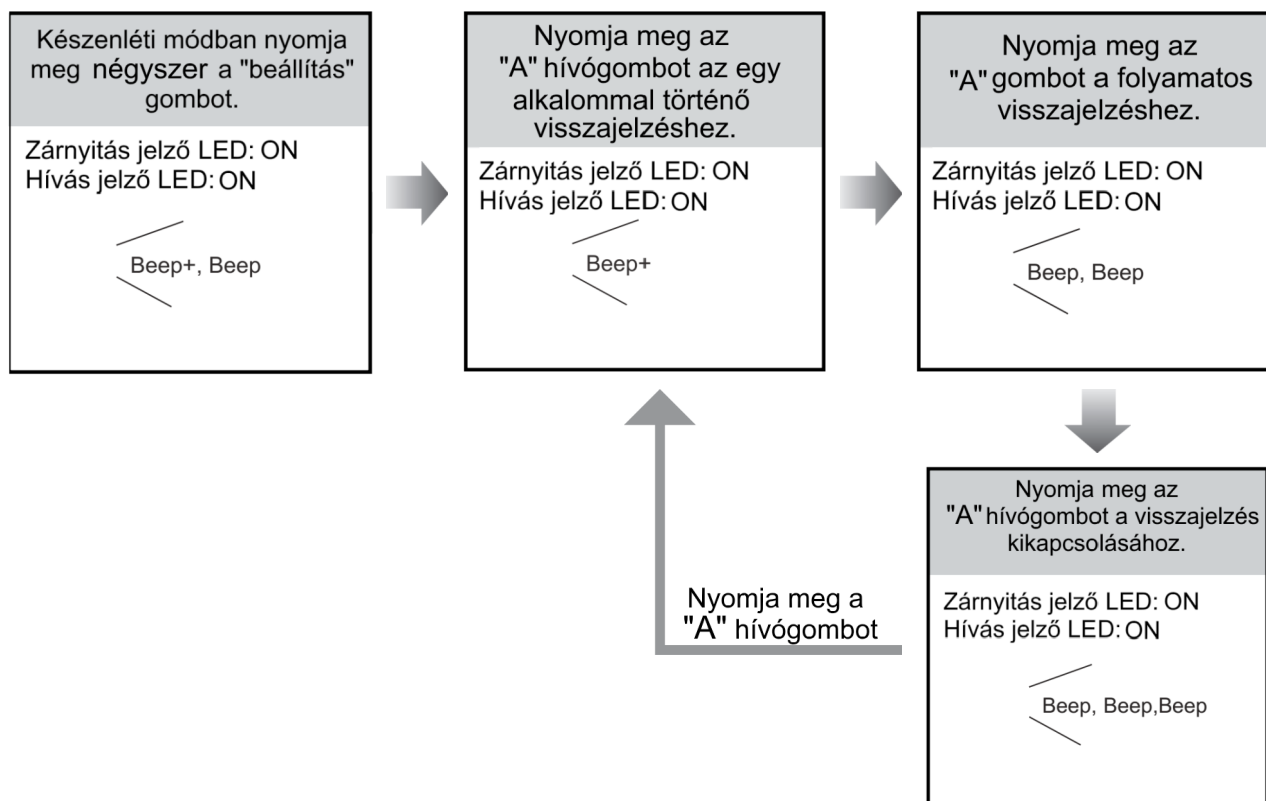 Készenléti módban nyomja
meg négyszer a "beállítás"
gombot.
Zárnyitás jelző LED: ON
Hívás jelző LED: ON
Beep+, Beep
Nyomja meg az
"A" hívógombot az egy
alkalommal történő
visszajelzéshez.
Zárnyitás jelző LED: ON
Hívás jelző LED: ON
Beep+
Nyomja meg az
"A" gombot a folyamatos
visszajelzéshez.
Zárnyitás jelző LED: ON
Hívás jelző LED: ON
Beep, Beep
Nyomja meg az
"A" hívógombot a visszajelzés
kikapcsolásához.
Zárnyitás jelző LED: ON
Hívás jelző LED: ON
Beep, Beep,Beep
Nyomja meg a
"A" hívógombot